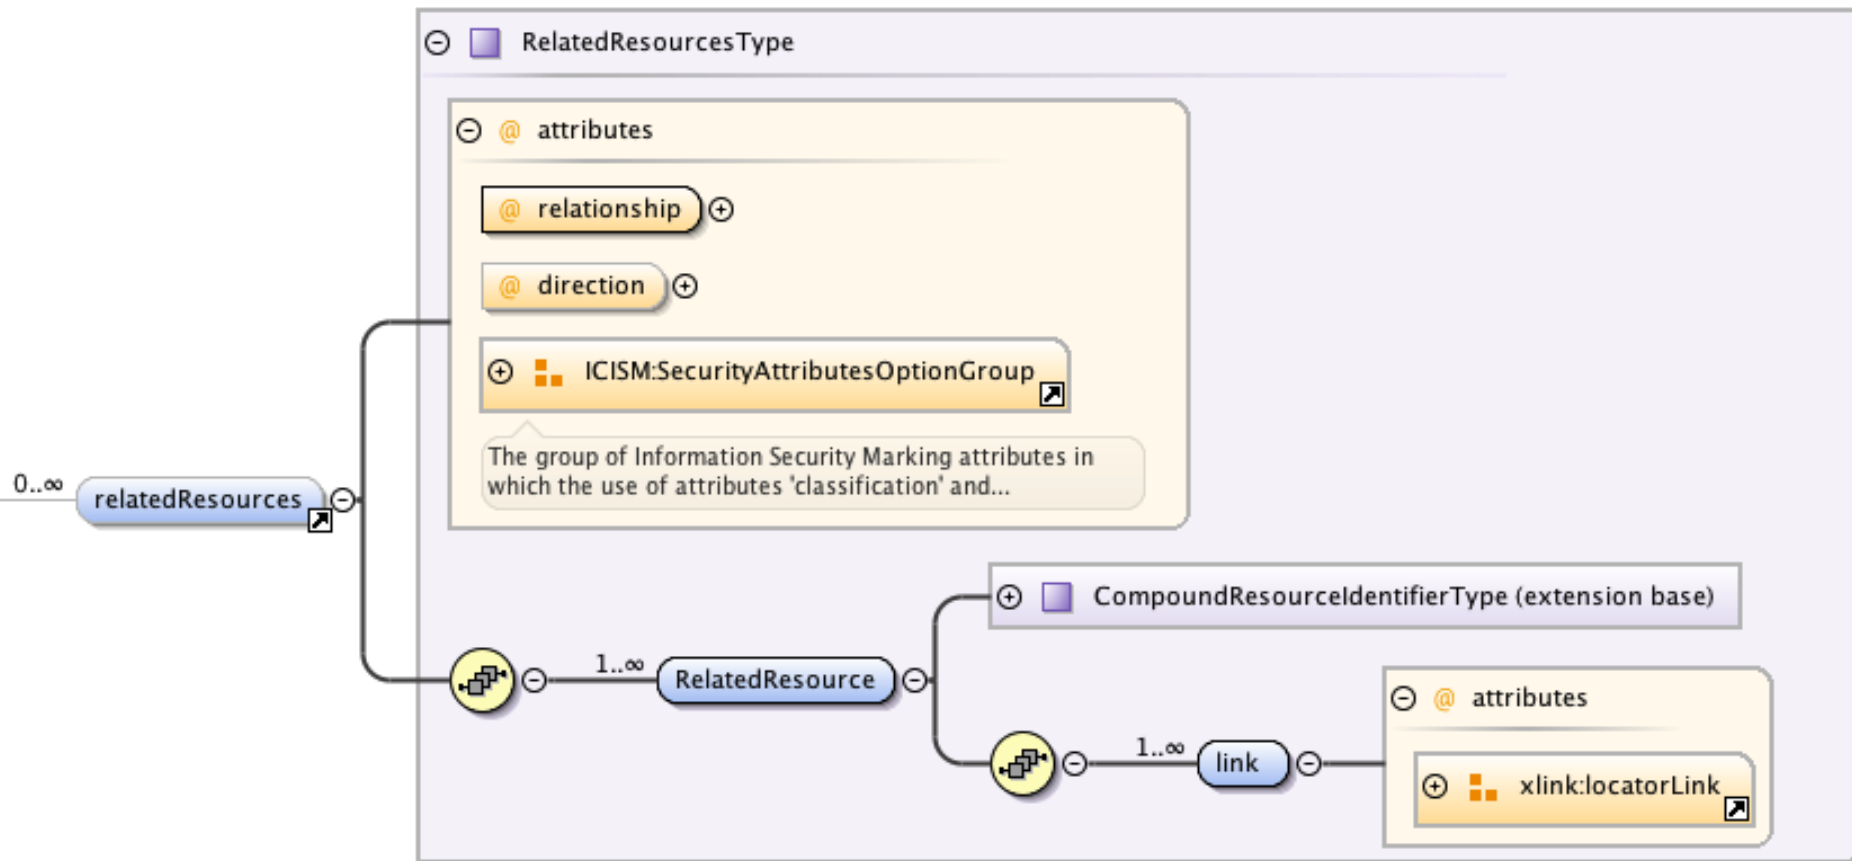 RelatedResourcesType
@ attributes
@ relationship
@ direction
ICISM:SecurityAttributesOptionGroup
The group of Information Security Marking attributes in
which the use of attributes 'classification' and...
0..∞
relatedResources
CompoundResourceIdentifierType (extension base)
1..∞
RelatedResource
@ attributes
1..∞
link
xlink:locatorLink